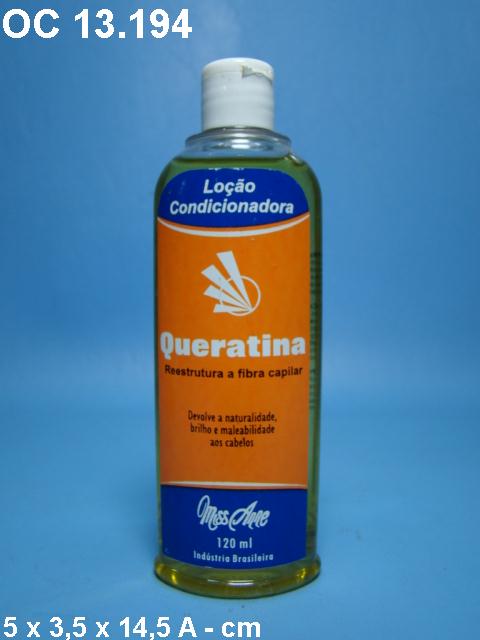 OC 13.194
Loção
Condicionadora
Queratina
Reestrutura a fibra capilar
Devolve a naturalidade,
brilho e maleabilidade
aos cabelos
Miss Anne
120 ml
Indústria Brasileira
5 x 3,5 x 14,5 A - cm